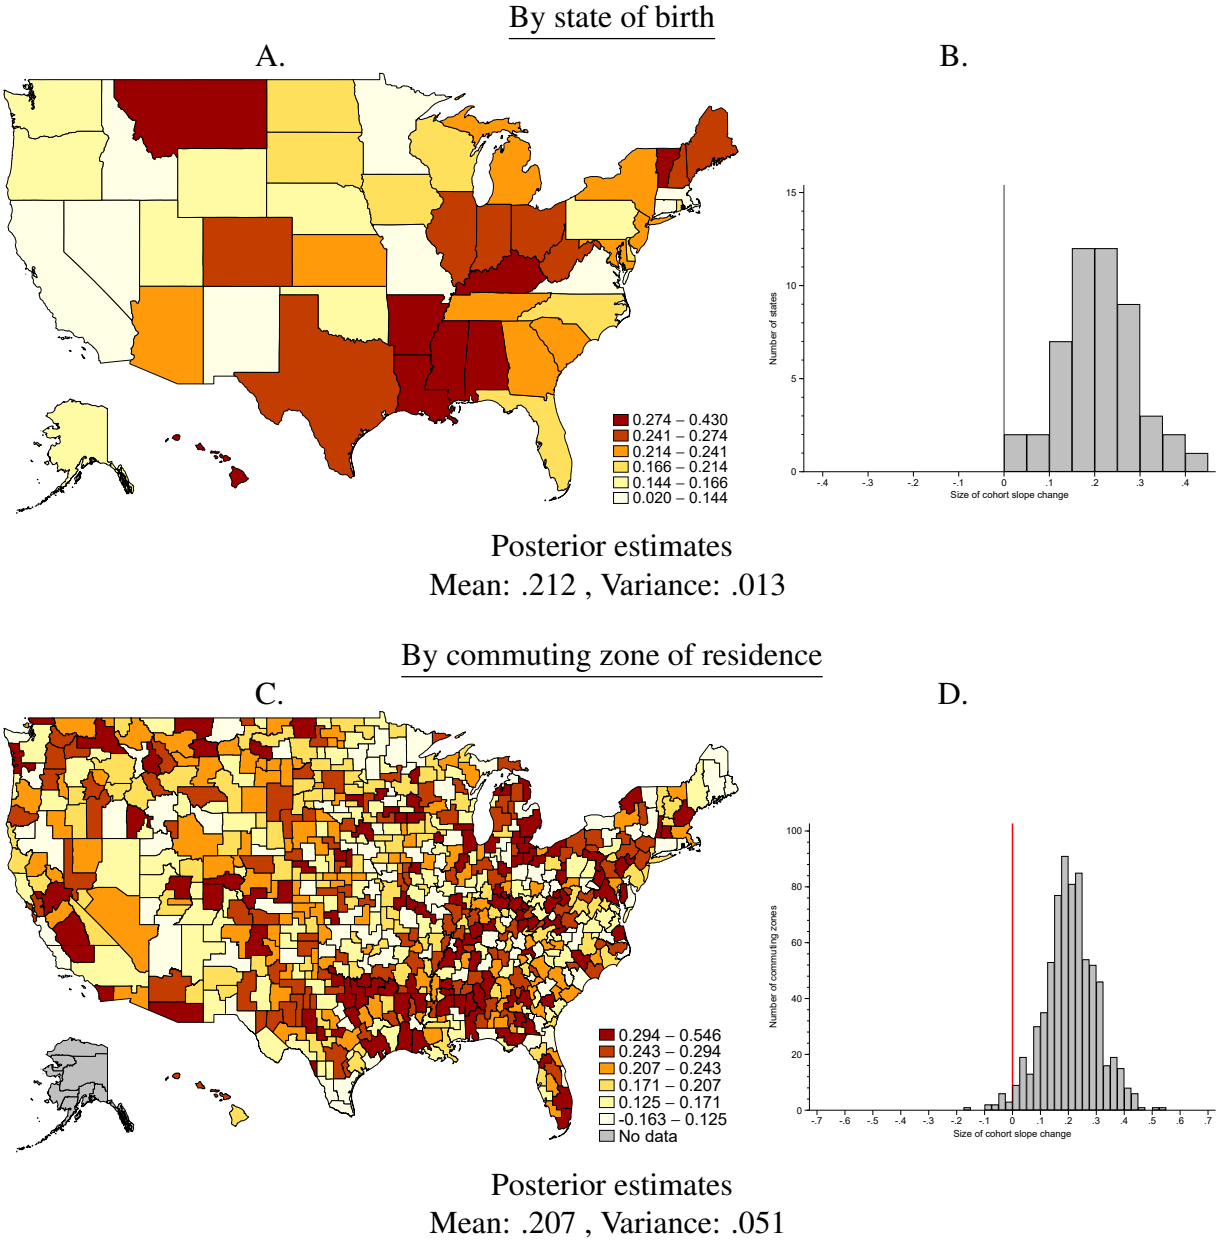 By state of birth
A.
B.
0.274 – 0.430
0.241 – 0.274
0.214 – 0.241
0.166 – 0.214
0.144 – 0.166
0.020 – 0.144
Number of states
15
10
5
0
-.4 -.3 -.2 -.1 0 .1 .2 .3 .4
Size of cohort slope change
Posterior estimates
Mean: .212 , Variance: .013
By commuting zone of residence
C.
D.
0.294 – 0.546
0.243 – 0.294
0.207 – 0.243
0.171 – 0.207
0.125 – 0.171
-0.163 – 0.125
No data
Number of commuting zones
100
80
60
40
20
0
-.7 -.6 -.5 -.4 -.3 -.2 -.1 0 .1 .2 .3 .4 .5 .6 .7
Size of cohort slope change
Posterior estimates
Mean: .207 , Variance: .051